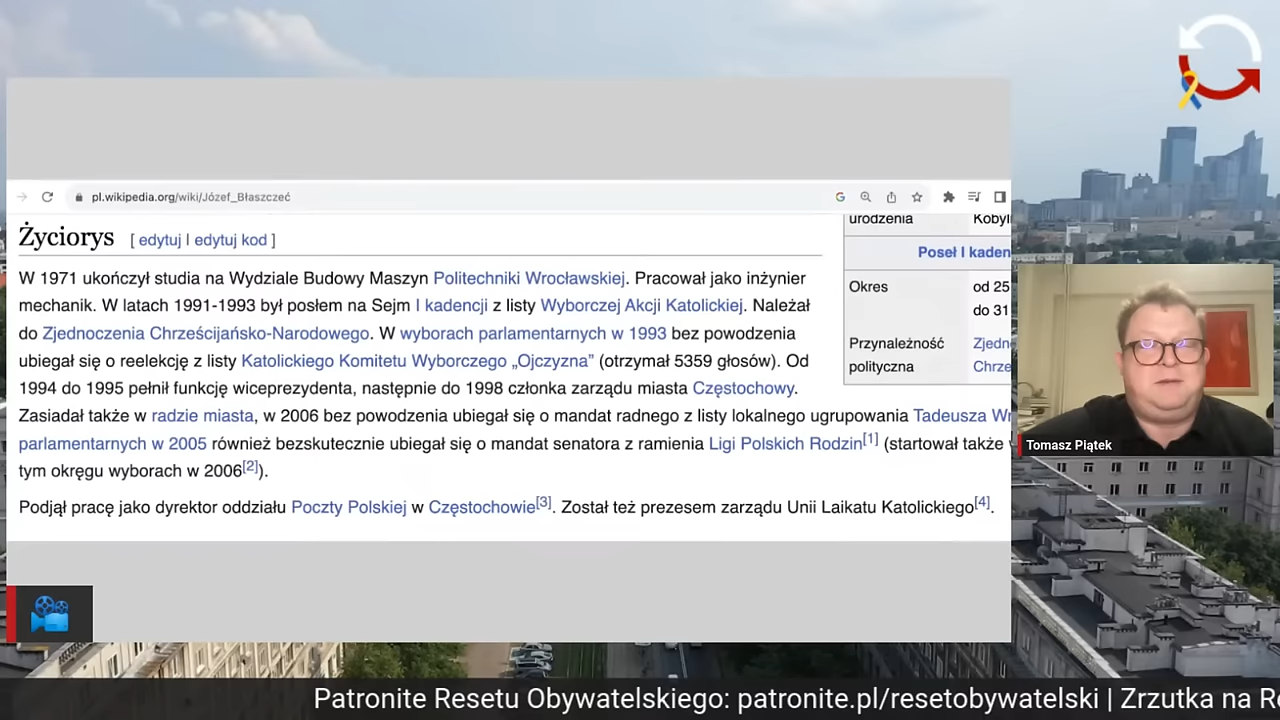 pl.wikipedia.org/wiki/Józef_Błaszczeć
Życiorys [ edytuj | edytuj kod ]
W 1971 ukończył studia na Wydziale Budowy Maszyn Politechniki Wrocławskiej. Pracował jako inżynier
mechanik. W latach 1991-1993 był posłem na Sejm I kadencji z listy Wyborczej Akcji Katolickiej. Należał
do Zjednoczenia Chrześcijańsko-Narodowego. W wyborach parlamentarnych w 1993 bez powodzenia
ubiegał się o reelekcję z listy Katolickiego Komitetu Wyborczego „Ojczyzna” (otrzymał 5359 głosów). Od
1994 do 1995 pełnił funkcję wiceprezydenta, następnie do 1998 członka zarządu miasta Częstochowy.
Zasiadał także w radzie miasta, w 2006 bez powodzenia ubiegał się o mandat radnego z listy lokalnego ugrupowania Tadeusza
parlamentarnych w 2005 również bezskutecznie ubiegał się o mandat senatora z ramienia Ligi Polskich Rodzin[1] (startował także
tym okręgu wyborach w 2006[2]).
Podjął pracę jako dyrektor oddziału Poczty Polskiej w Częstochowie[3]. Został też prezesem zarządu Unii Laikatu Katolickiego[4].
urodzenia Kobyl
Poseł I kaden
Okres od 25
do 31
Przynależność Zjedn
polityczna Chrze
Tomasz Piątek
Patronite Resetu Obywatelskiego: patronite.pl/resetobywatelski | Zrzutka na R